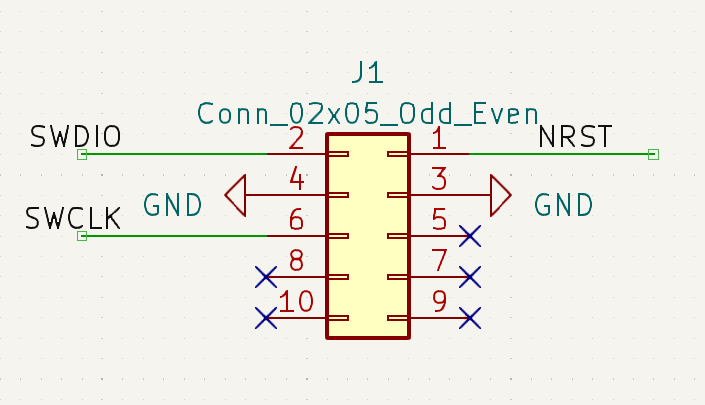 J1
Conn_02x05_Odd_Even
SWDIO 2 1 NRST
4 3
GND GND
SWCLK 6 5
8 7
10 9